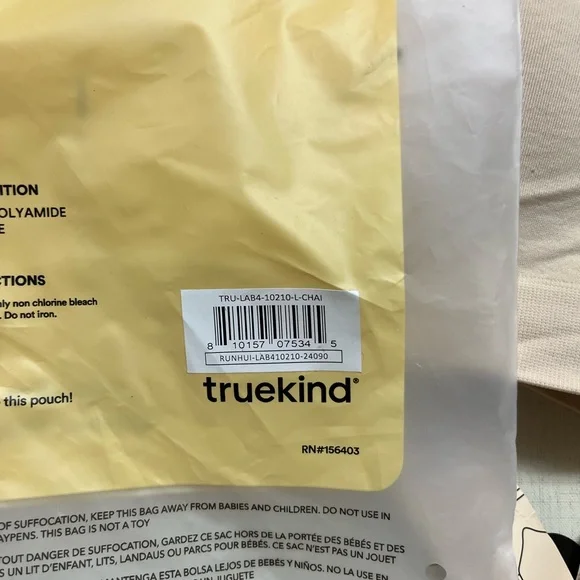 ITION
OLYAMIDE
E
CTIONS
nly non chlorine bleach
. Do not iron.
TRU-LAB4-10210-L-CHAI
8 10157 07534 5
RUNHUI-LAB410210-24090
truekind®
this pouch!
RN#156403
OF SUFFOCATION, KEEP THIS BAG AWAY FROM BABIES AND CHILDREN. DO NOT USE IN
AYPENS. THIS BAG IS NOT A TOY
TOUT DANGER DE SUFFOCATION, GARDEZ CE SAC HORS DE LA PORTÉE DES BÉBÉS ET DES
S UN LIT D'ENFANT, LITS, LANDAUS OU PARCS POUR BÉBÉS. CE SAC N'EST PAS UN JOUET
MANTENGA ESTA BOLSA LEJOS DE BEBÉS Y NIÑOS. NO LA USE EN
UN JUGUETE